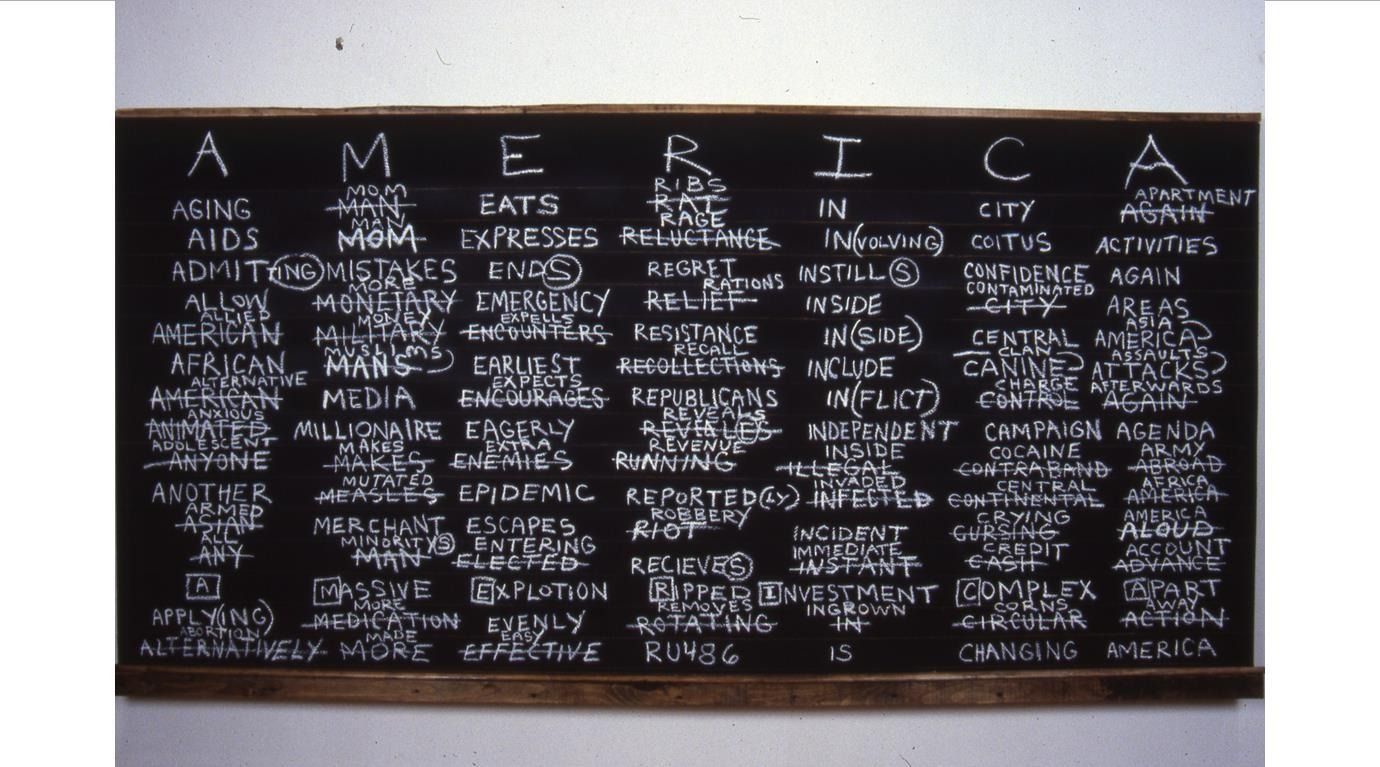 A M E R I C A
MOM RIBS APARTMENT
AGING MAN EATS RAT IN CITY AGAIN
MAN RAGE
AIDS MOM EXPRESSES RELUCTANCE IN(VOLVING) COITUS ACTIVITIES
ADMITTING MISTAKES ENDS REGRET INSTILLS CONFIDENCE AGAIN
MORE RATIONS CONTAMINATED
ALLOW MONETARY EMERGENCY RELIEF INSIDE CITY AREAS
ALLIED MONEY EXPELLS ASIA
AMERICAN MILITARY ENCOUNTERS RESISTANCE IN(SIDE) CENTRAL AMERICA
MUSLIMS RECALL CLAN ASSAULTS
AFRICAN MANS EARLIEST RECOLLECTIONS INCLUDE CANINE ATTACKS
ALTERNATIVE EXPECTS CHARGE AFTERWARDS
AMERICAN MEDIA ENCOURAGES REPUBLICANS IN(FLICT) CONTROL AGAIN
ANXIOUS REVEALS
ANIMATED MILLIONAIRE EAGERLY REVEALES INDEPENDENT CAMPAIGN AGENDA
ADOLESCENT MAKES EXTRA REVENUE INSIDE COCAINE ARMY
ANYONE MAKES ENEMIES RUNNING ILLEGAL CONTRABAND ABROAD
MUTATED INVADED CENTRAL AFRICA
ANOTHER MEASLES EPIDEMIC REPORTED(LY) INFECTED CONTINENTAL AMERICA
ARMED ROBBERY CRYING AMERICA
ASIAN MERCHANT ESCAPES RIOT INCIDENT CURSING ALOUD
ALL MINORITYS ENTERING IMMEDIATE CREDIT ACCOUNT
ANY MAN ELECTED RECIEVES INSTANT CASH ADVANCE
A MASSIVE EXPLOTION RIPPED INVESTMENT COMPLEX APART
MORE REMOVES INGROWN CORNS AWAY
APPLY(ING) MEDICATION EVENLY ROTATING IN CIRCULAR ACTION
ABORTION MADE EASY
ALTERNATIVELY MORE EFFECTIVE RU486 IS CHANGING AMERICA